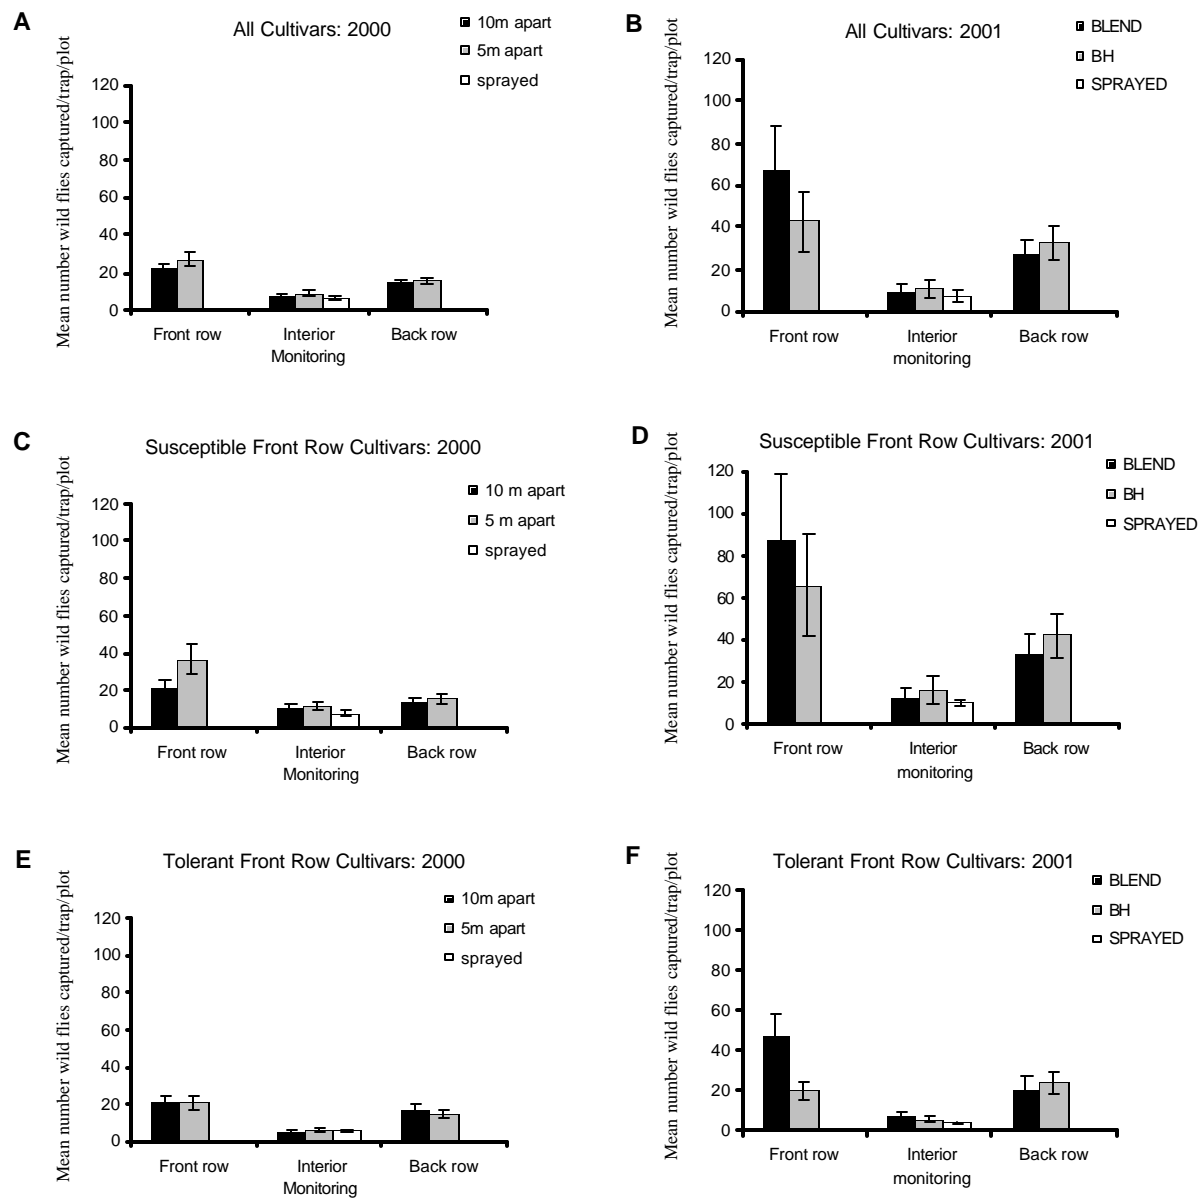 A
All Cultivars: 2000
10m apart
5m apart
sprayed
Mean number wild flies captured/trap/plot
120
100
80
60
40
20
0
Front row
Interior
Monitoring
Back row
B
All Cultivars: 2001
BLEND
BH
SPRAYED
Mean number wild flies captured/trap/plot
120
100
80
60
40
20
0
Front row
Interior
monitoring
Back row
C
Susceptible Front Row Cultivars: 2000
10 m apart
5 m apart
sprayed
Mean number wild flies captured/trap/plot
120
100
80
60
40
20
0
Front row
Interior
Monitoring
Back row
D
Susceptible Front Row Cultivars: 2001
BLEND
BH
SPRAYED
Mean number wild flies captured/trap/plot
120
100
80
60
40
20
0
Front row
Interior
monitoring
Back row
E
Tolerant Front Row Cultivars: 2000
10m apart
5m apart
sprayed
Mean number wild flies captured/trap/plot
120
100
80
60
40
20
0
Front row
Interior
Monitoring
Back row
F
Tolerant Front Row Cultivars: 2001
BLEND
BH
SPRAYED
Mean number wild flies captured/trap/plot
120
100
80
60
40
20
0
Front row
Interior
monitoring
Back row